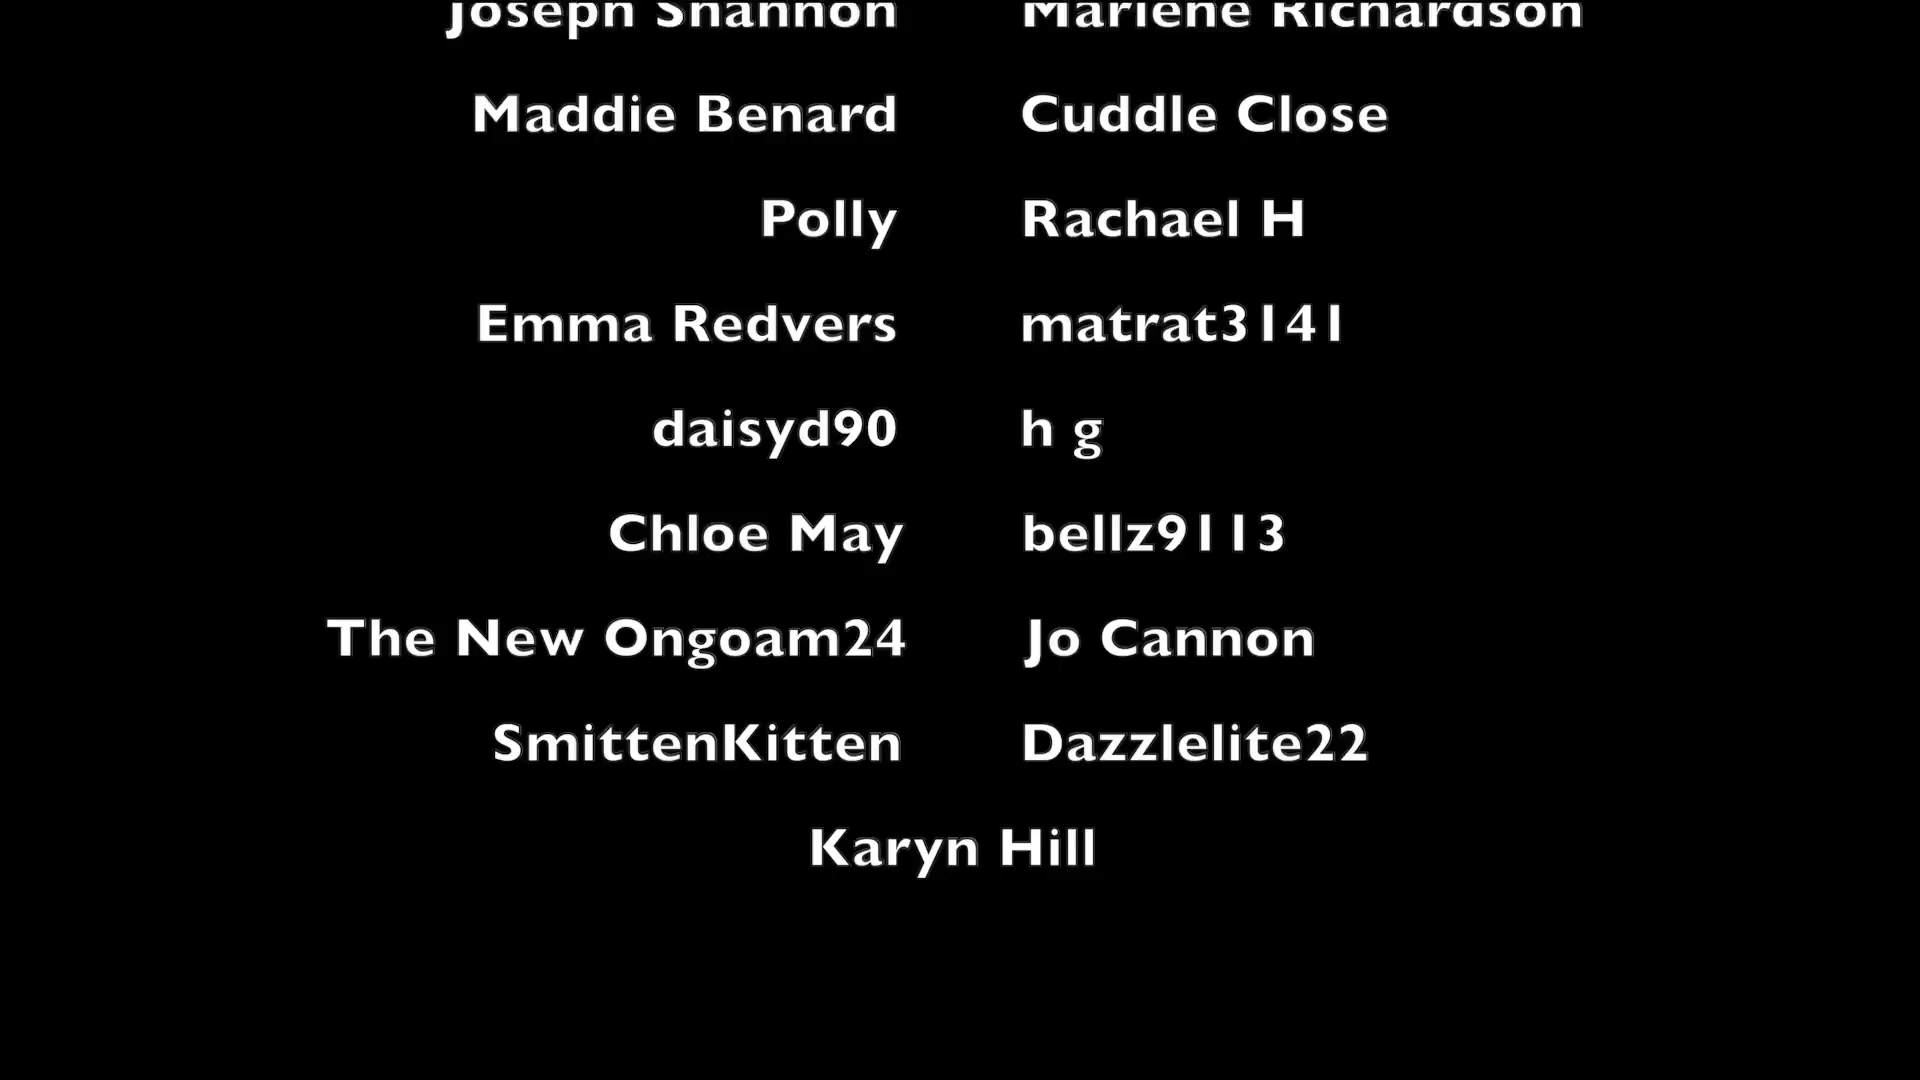 Joseph Shannon Marlene Richardson
Maddie Benard Cuddle Close
Polly Rachael H
Emma Redvers matrat3141
daisyd90 h g
Chloe May bellz9113
The New Ongoam24 Jo Cannon
SmittenKitten Dazzlelite22
Karyn Hill